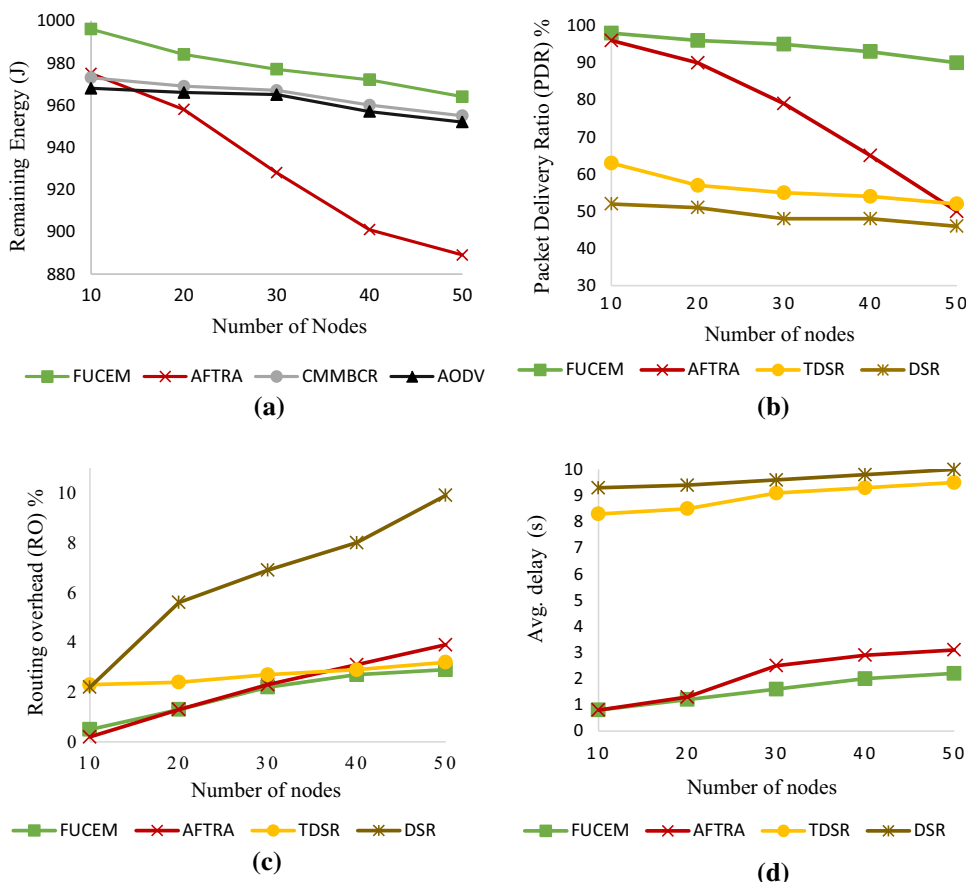 1000
980
960
940
920
900
880
Remaining Energy (J)
10 20 30 40 50
Number of Nodes
FUCEM AFTRA CMMBCR AODV
(a)
100
90
80
70
60
50
40
30
Packet Delivery Ratio (PDR) %
10 20 30 40 50
Number of nodes
FUCEM AFTRA TDSR DSR
(b)
10
8
6
4
2
0
Routing overhead (RO) %
10 20 30 40 50
Number of nodes
FUCEM AFTRA TDSR DSR
(c)
10
9
8
7
6
5
4
3
2
1
0
Avg. delay (s)
10 20 30 40 50
Number of nodes
FUCEM AFTRA TDSR DSR
(d)